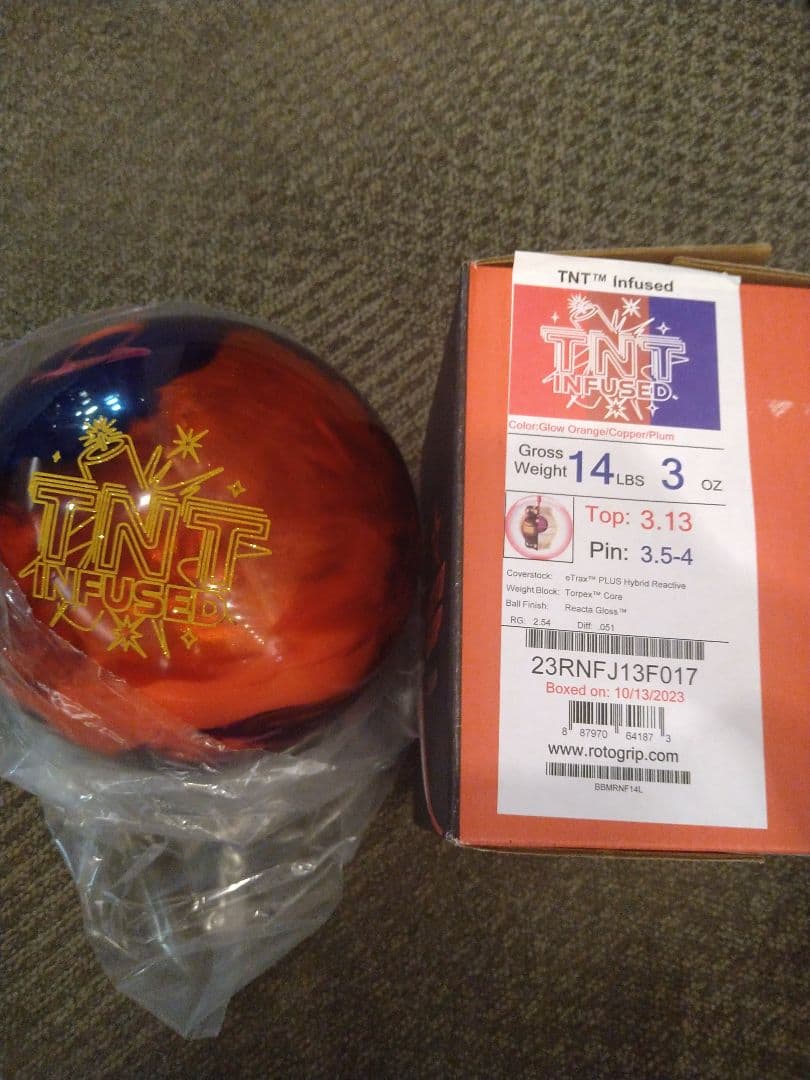 TNT
INFUSED
TNT™ Infused
TNT
INFUSED
Color:Glow Orange/Copper/Plum
Gross Weight 14 LBS 3 OZ
Top: 3.13
Pin: 3.5-4
Coverstock: eTrax™ PLUS Hybrid Reactive
Weight Block: Torpex™ Core
Ball Finish: Reacta Gloss™
RG: 2.54 Diff: .051
23RNFJ13F017
Boxed on: 10/13/2023
8 87970 64187 3
www.rotogrip.com
BBMRNF14L